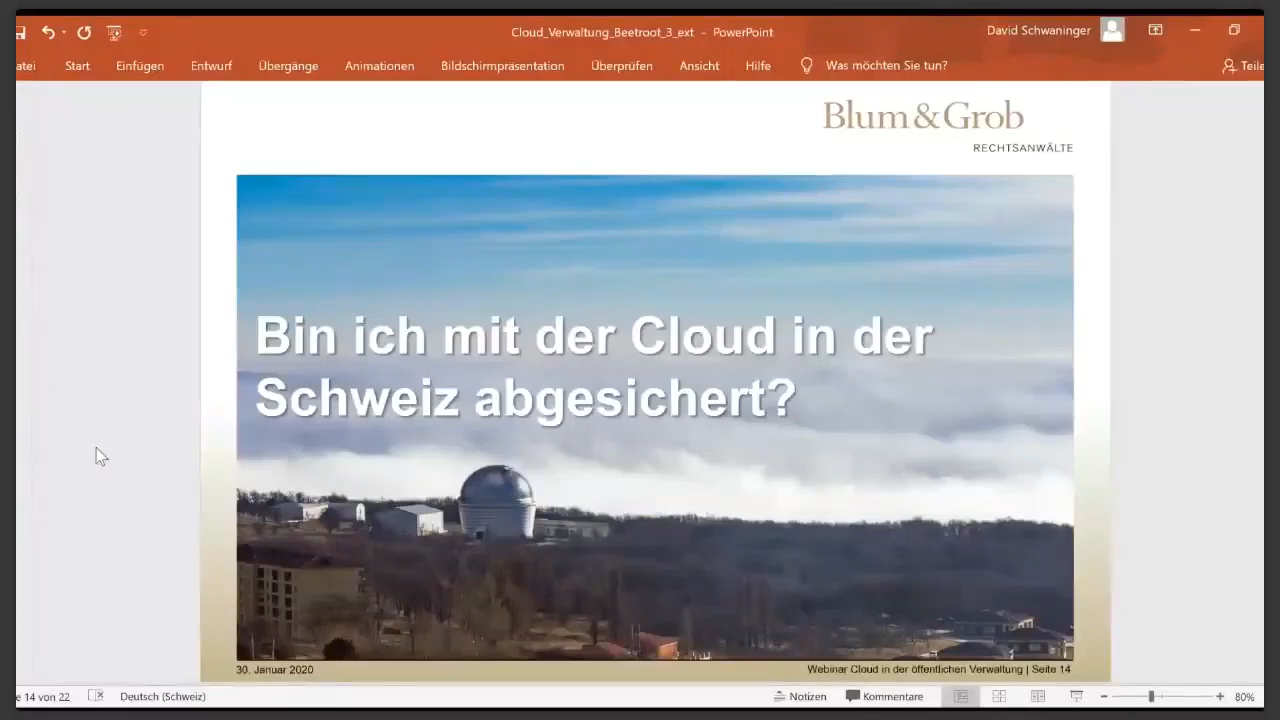 Cloud_Verwaltung_Beetroot_3_ext - PowerPoint
David Schwaninger
atei Start Einfügen Entwurf Übergänge Animationen Bildschirmpräsentation Überprüfen Ansicht Hilfe Was möchten Sie tun? Teile
Blum&Grob
RECHTSANWÄLTE
Bin ich mit der Cloud in der
Schweiz abgesichert?
30. Januar 2020
Webinar Cloud in der öffentlichen Verwaltung | Seite 14
e 14 von 22 Deutsch (Schweiz) Notizen Kommentare 80%